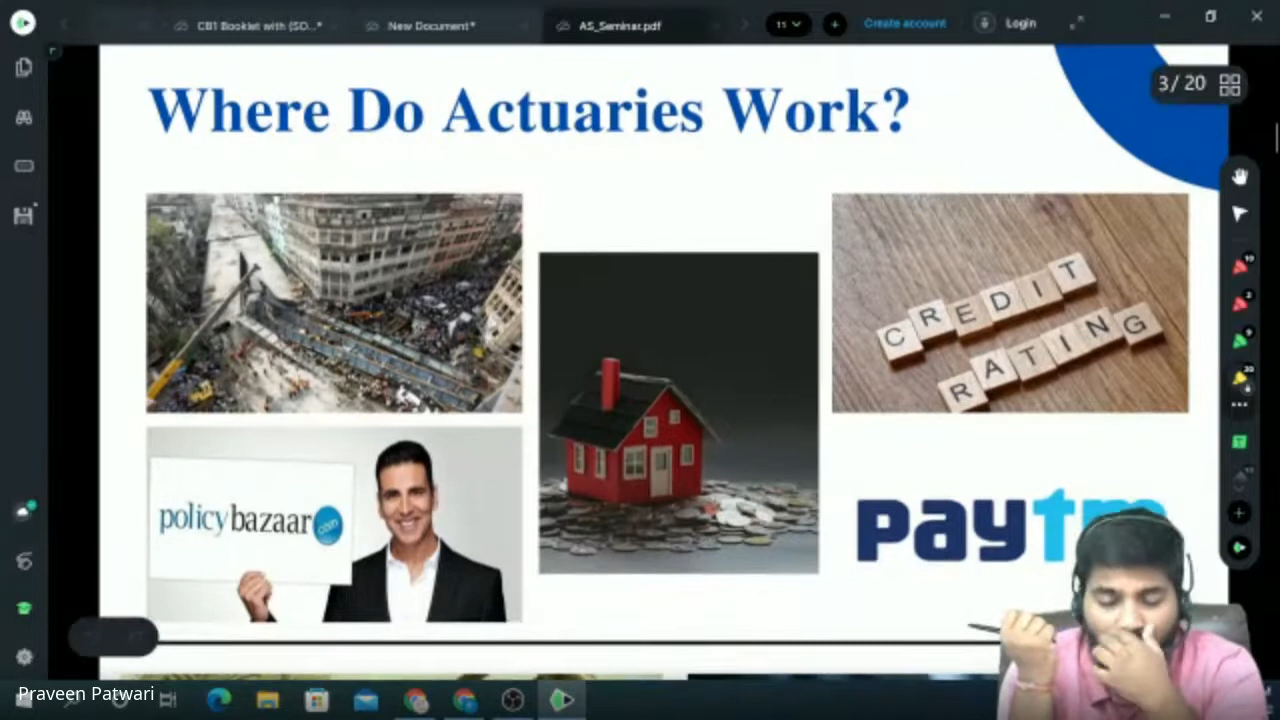 CB1 Booklet with (SO...*
New Document*
AS_Seminar.pdf
11
Create account
Login
3/ 20
Where Do Actuaries Work?
CREDIT
RATING
policybazaar
com
paytm
Praveen Patwari